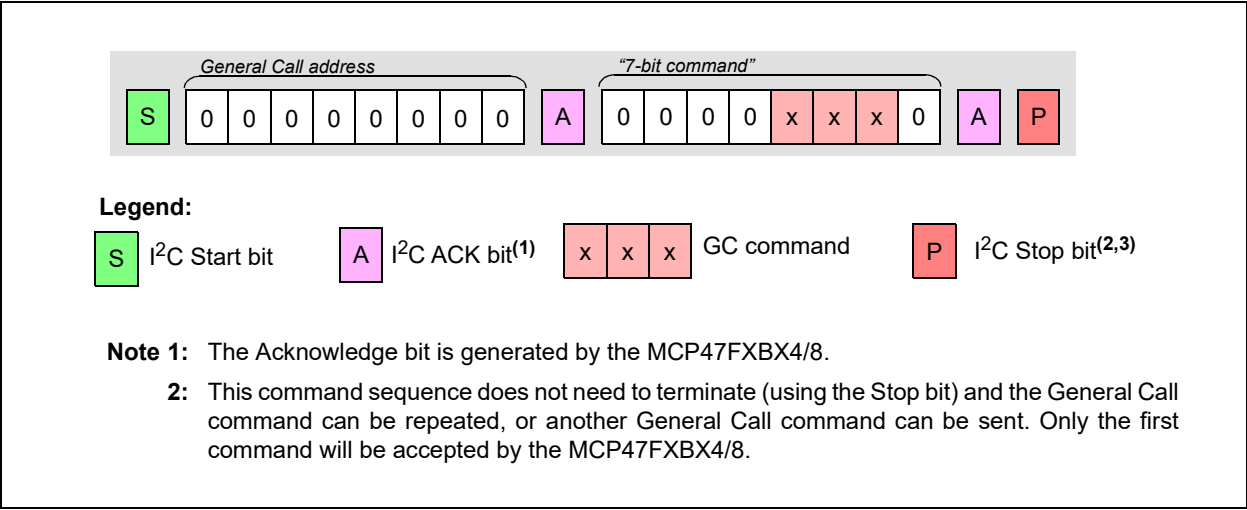 General Call address “7-bit command”
S 0 0 0 0 0 0 0 0 A 0 0 0 0 x x x 0 A P
Legend:
S I2C Start bit A I2C ACK bit(1) x x x GC command P I2C Stop bit(2,3)
Note 1: The Acknowledge bit is generated by the MCP47FXBX4/8.
2: This command sequence does not need to terminate (using the Stop bit) and the General Call
command can be repeated, or another General Call command can be sent. Only the first
command will be accepted by the MCP47FXBX4/8.